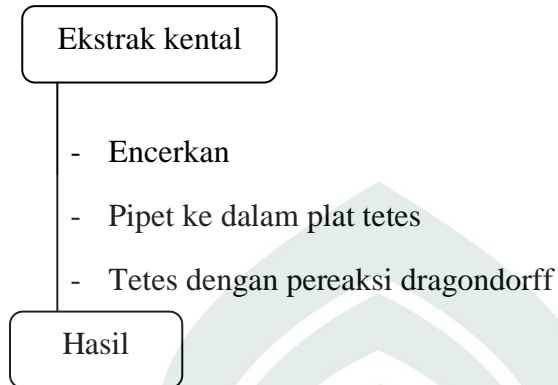 Ekstrak kental
- Encerkan
- Pipet ke dalam plat tetes
- Tetes dengan pereaksi dragondorff
Hasil